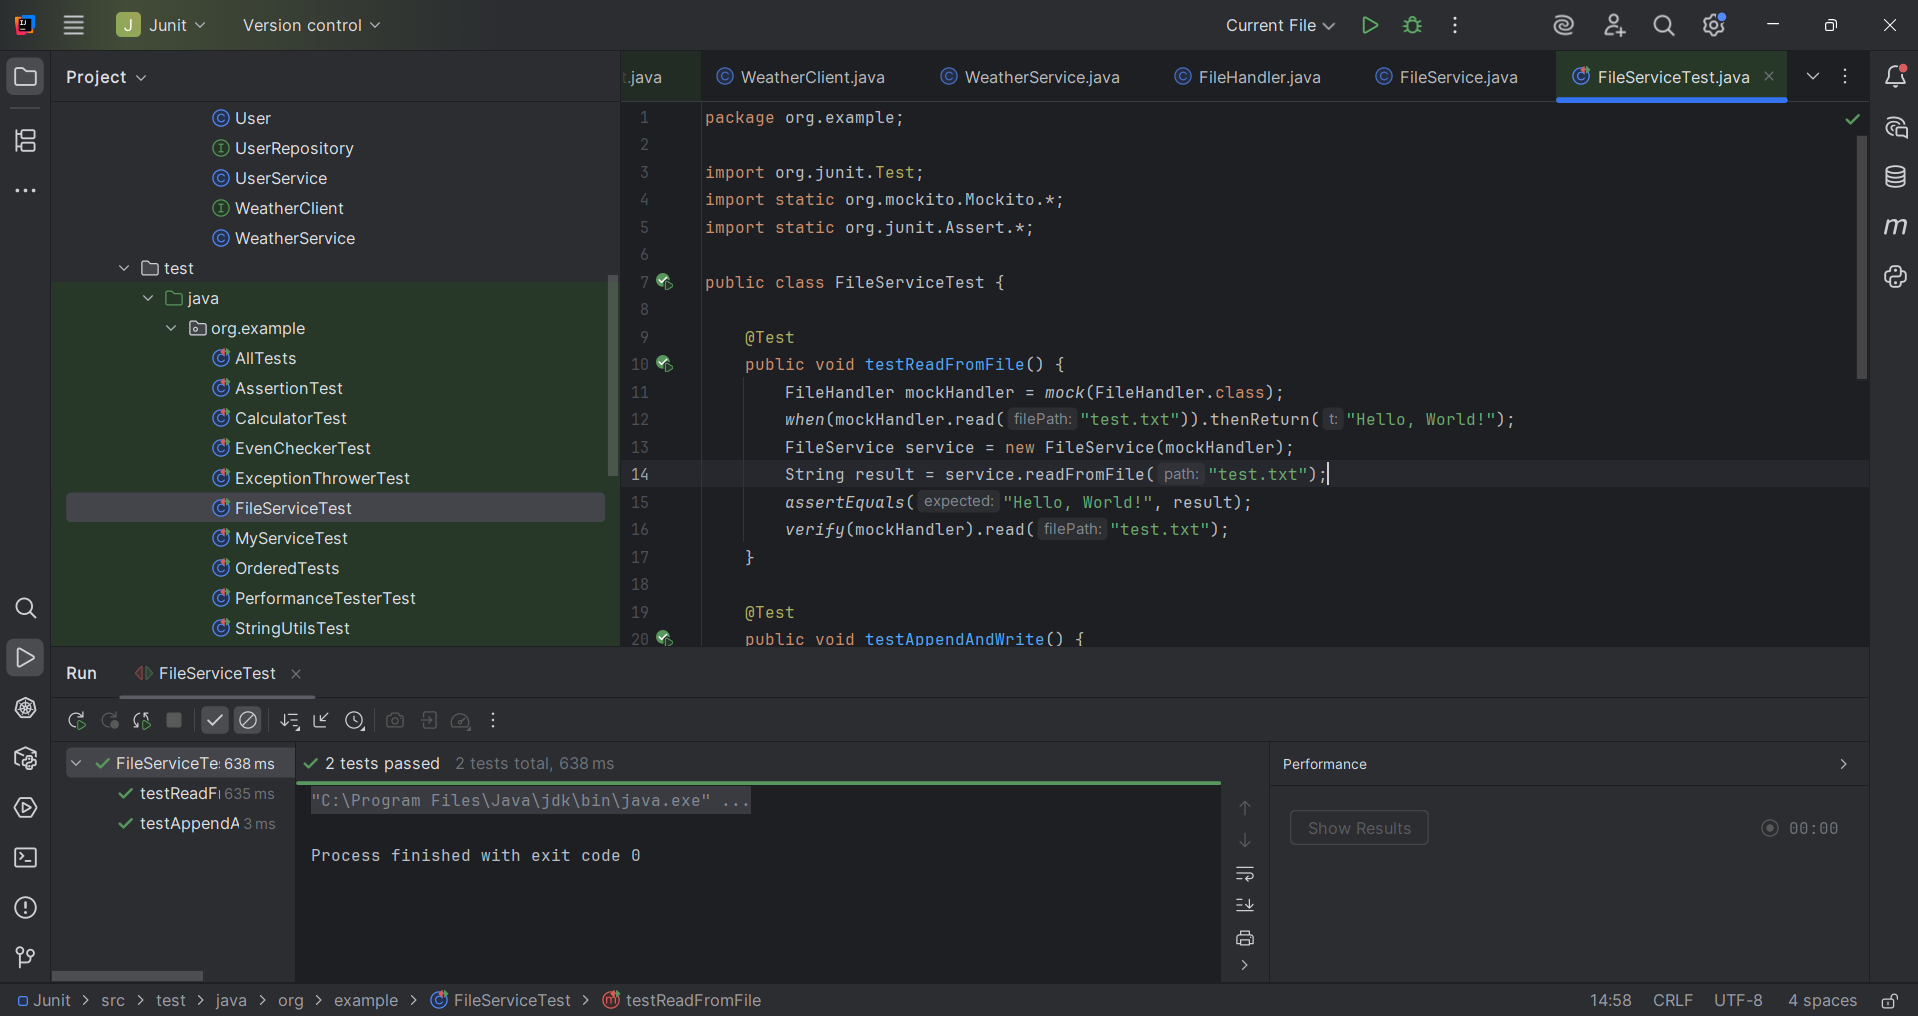 J Junit Version control Current File
Project
.java WeatherClient.java WeatherService.java FileHandler.java FileService.java FileServiceTest.java
User
UserRepository
UserService
WeatherClient
WeatherService
test
java
org.example
AllTests
AssertionTest
CalculatorTest
EvenCheckerTest
ExceptionThrowerTest
FileServiceTest
MyServiceTest
OrderedTests
PerformanceTesterTest
StringUtilsTest
1 package org.example;
2
3 import org.junit.Test;
4 import static org.mockito.Mockito.*;
5 import static org.junit.Assert.*;
6
7 public class FileServiceTest {
8
9 @Test
10 public void testReadFromFile() {
11 FileHandler mockHandler = mock(FileHandler.class);
12 when(mockHandler.read( filePath: "test.txt")).thenReturn( t: "Hello, World!");
13 FileService service = new FileService(mockHandler);
14 String result = service.readFromFile( path: "test.txt");
15 assertEquals( expected: "Hello, World!", result);
16 verify(mockHandler).read( filePath: "test.txt");
17 }
18
19 @Test
20 public void testAppendAndWrite() {
Run FileServiceTest
FileServiceTe 638 ms
testReadF 635 ms
testAppendA 3 ms
2 tests passed 2 tests total, 638 ms
"C:\Program Files\Java\jdk\bin\java.exe" ...
Process finished with exit code 0
Performance
Show Results 00:00
Junit > src > test > java > org > example > FileServiceTest > testReadFromFile
14:58 CRLF UTF-8 4 spaces